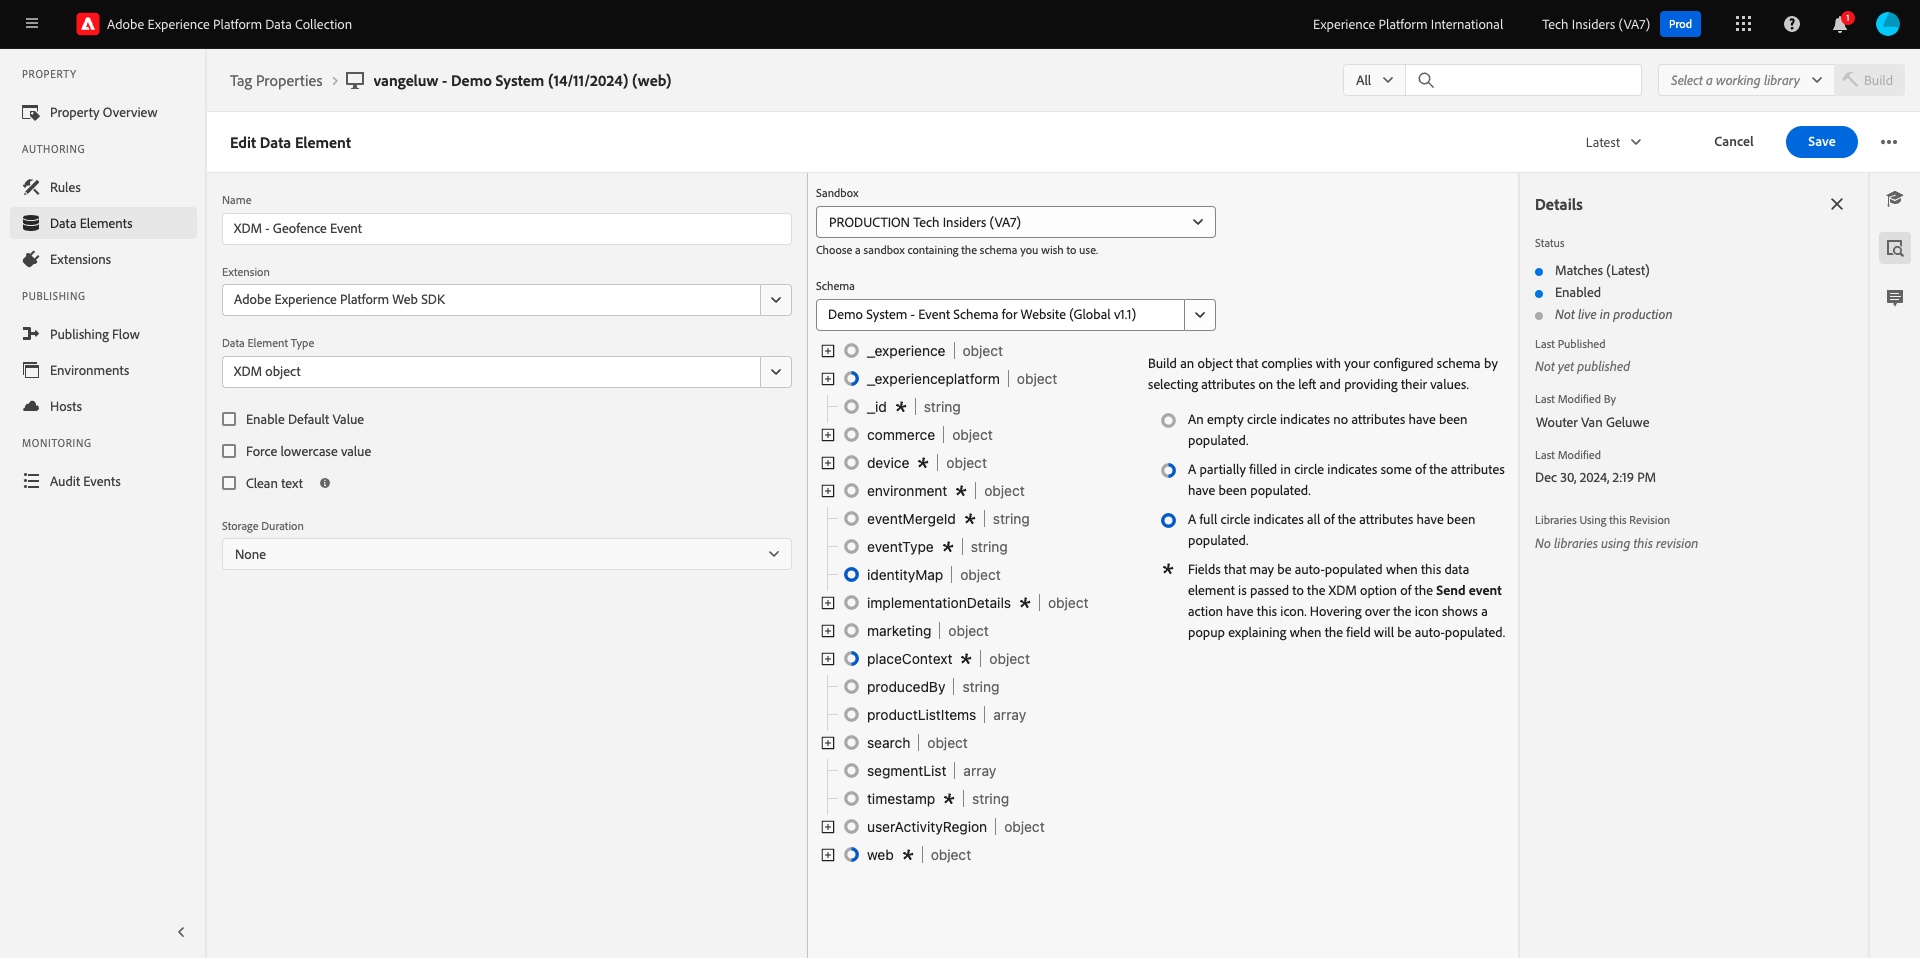 Adobe Experience Platform Data Collection
Experience Platform International
Tech Insiders (VA7)
Prod
1
PROPERTY
Property Overview
AUTHORING
Rules
Data Elements
Extensions
PUBLISHING
Publishing Flow
Environments
Hosts
MONITORING
Audit Events
Tag Properties
vangeluw - Demo System (14/11/2024) (web)
All
Select a working library
Build
Edit Data Element
Latest
Cancel
Save
Name
XDM - Geofence Event
Extension
Adobe Experience Platform Web SDK
Data Element Type
XDM object
Enable Default Value
Force lowercase value
Clean text
Storage Duration
None
Sandbox
PRODUCTION Tech Insiders (VA7)
Choose a sandbox containing the schema you wish to use.
Schema
Demo System - Event Schema for Website (Global v1.1)
_experience | object
_experienceplatform | object
_id * | string
commerce | object
device * | object
environment * | object
eventMergeId * | string
eventType * | string
identityMap | object
implementationDetails * | object
marketing | object
placeContext * | object
producedBy | string
productListItems | array
search | object
segmentList | array
timestamp * | string
userActivityRegion | object
web * | object
Build an object that complies with your configured schema by
selecting attributes on the left and providing their values.
An empty circle indicates no attributes have been
populated.
A partially filled in circle indicates some of the attributes
have been populated.
A full circle indicates all of the attributes have been
populated.
* Fields that may be auto-populated when this data
element is passed to the XDM option of the Send event
action have this icon. Hovering over the icon shows a
popup explaining when the field will be auto-populated.
Details
Status
Matches (Latest)
Enabled
Not live in production
Last Published
Not yet published
Last Modified By
Wouter Van Geluwe
Last Modified
Dec 30, 2024, 2:19 PM
Libraries Using this Revision
No libraries using this revision